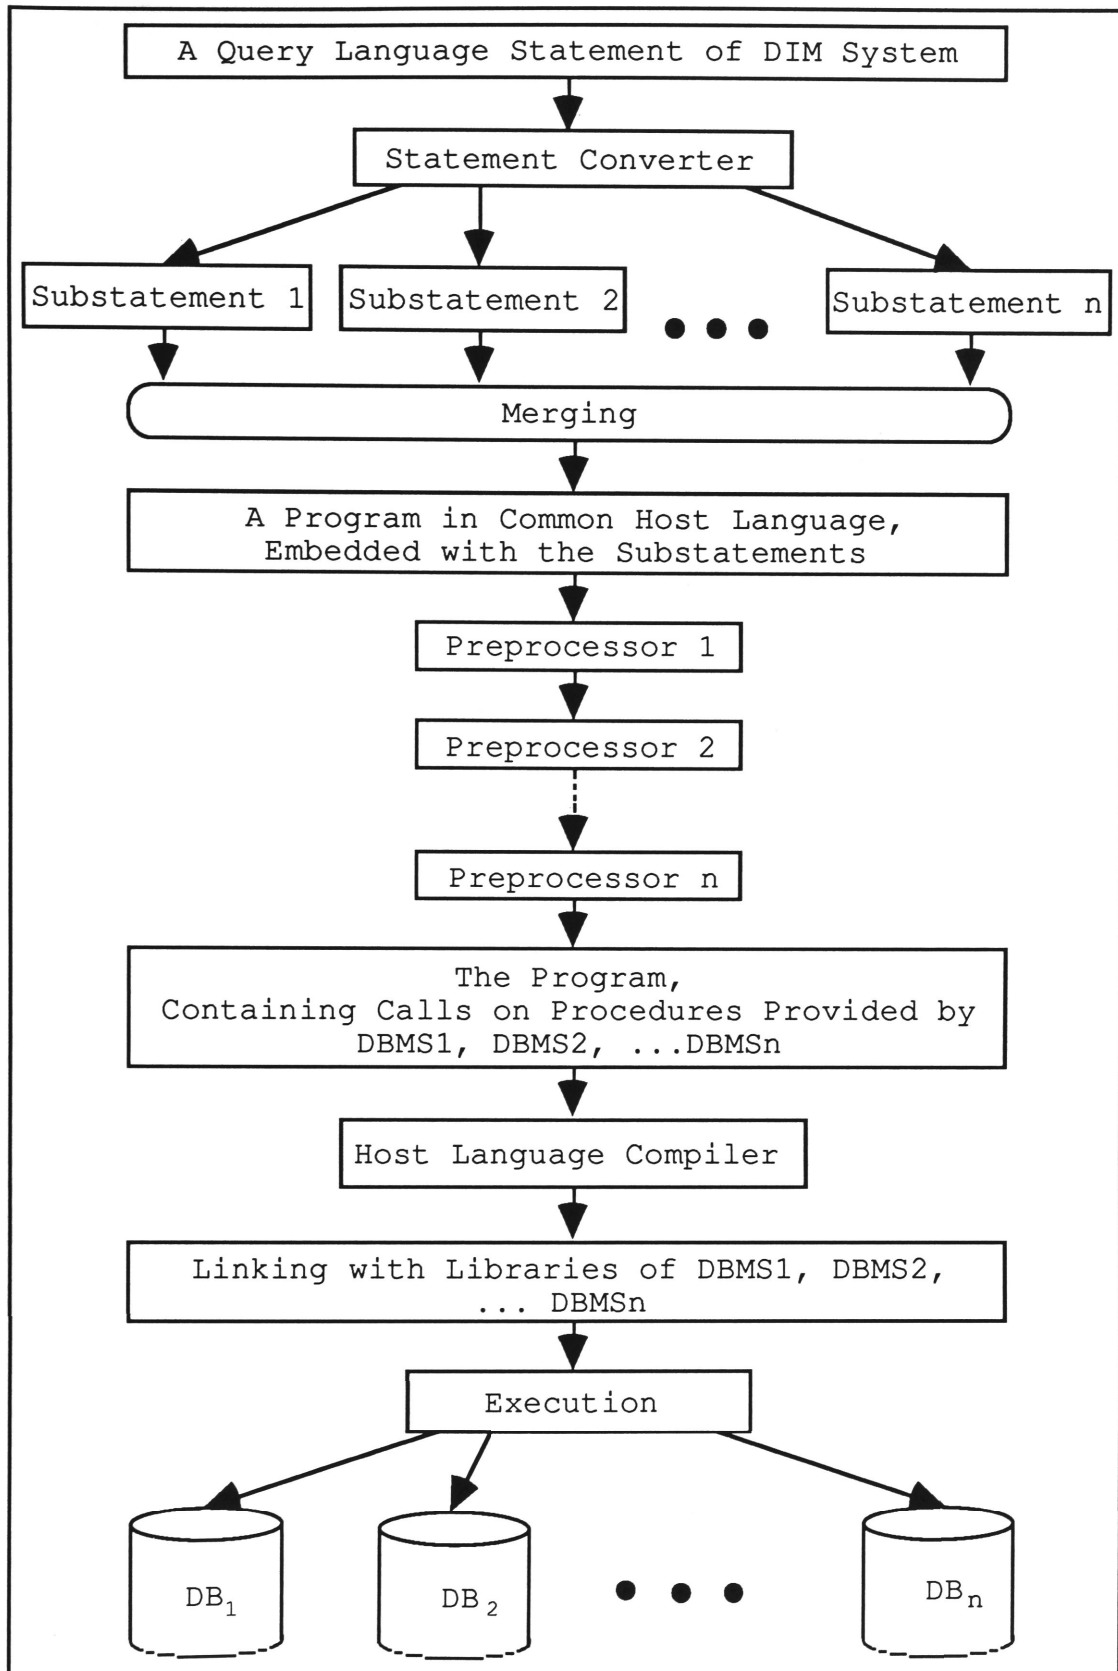 A Query Language Statement of DIM System
Statement Converter
Substatement 1
Substatement 2
Substatement n
Merging
A Program in Common Host Language,
Embedded with the Substatements
Preprocessor 1
Preprocessor 2
Preprocessor n
The Program,
Containing Calls on Procedures Provided by
DBMS1, DBMS2, ...DBMSn
Host Language Compiler
Linking with Libraries of DBMS1, DBMS2,
... DBMSn
Execution
DB1
DB2
DBn